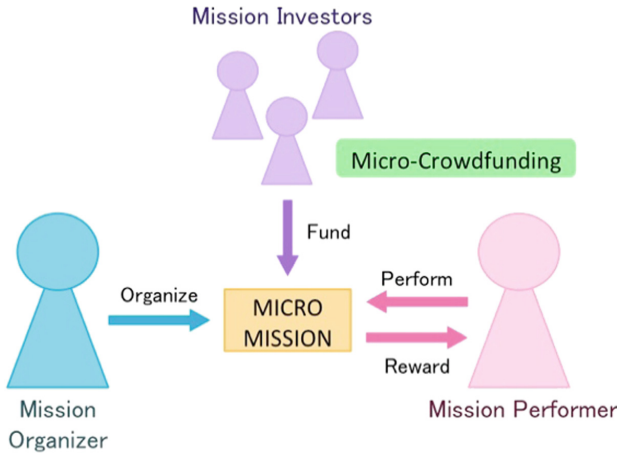 Mission Investors
Micro-Crowdfunding
Fund
Organize
Perform
MICRO
MISSION
Reward
Mission
Organizer
Mission Performer